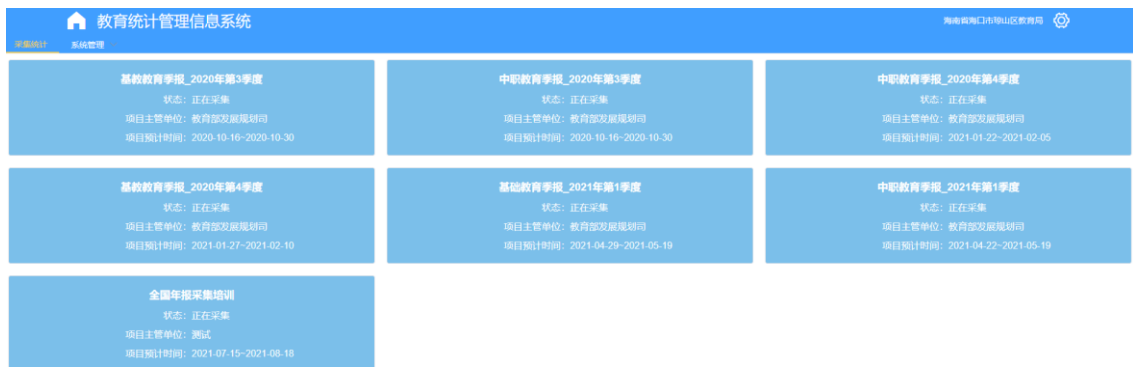 教育统计管理信息系统
海南省海口市琼山区教育局
采集统计 系统管理
基教教育季报_2020年第3季度
状态：正在采集
项目主管单位：教育部发展规划司
项目预计时间：2020-10-16~2020-10-30
中职教育季报_2020年第3季度
状态：正在采集
项目主管单位：教育部发展规划司
项目预计时间：2020-10-16~2020-10-30
中职教育季报_2020年第4季度
状态：正在采集
项目主管单位：教育部发展规划司
项目预计时间：2021-01-22~2021-02-05
基教教育季报_2020年第4季度
状态：正在采集
项目主管单位：教育部发展规划司
项目预计时间：2021-01-27~2021-02-10
基础教育季报_2021年第1季度
状态：正在采集
项目主管单位：教育部发展规划司
项目预计时间：2021-04-29~2021-05-19
中职教育季报_2021年第1季度
状态：正在采集
项目主管单位：教育部发展规划司
项目预计时间：2021-04-22~2021-05-19
全国年报采集培训
状态：正在采集
项目主管单位：测试
项目预计时间：2021-07-15~2021-08-18